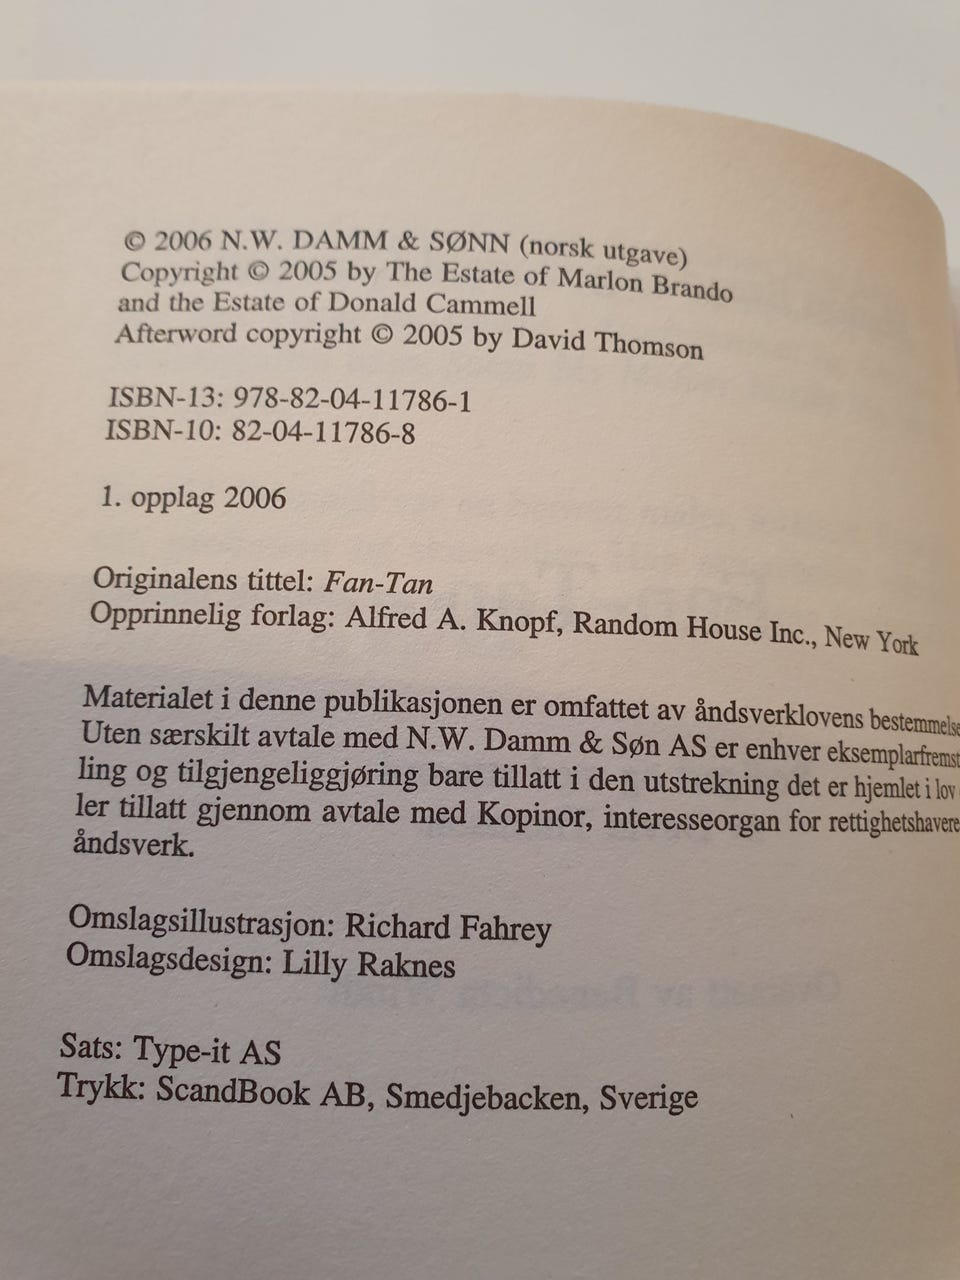 © 2006 N.W. DAMM & SØNN (norsk utgave)
Copyright © 2005 by The Estate of Marlon Brando
and the Estate of Donald Cammell
Afterword copyright © 2005 by David Thomson
ISBN-13: 978-82-04-11786-1
ISBN-10: 82-04-11786-8
1. opplag 2006
Originalens tittel: Fan-Tan
Opprinnelig forlag: Alfred A. Knopf, Random House Inc., New York
Materialet i denne publikasjonen er omfattet av åndsverklovens bestemmelse
Uten særskilt avtale med N.W. Damm & Søn AS er enhver eksemplarfremst
ling og tilgjengeliggjøring bare tillatt i den utstrekning det er hjemlet i lov
ler tillatt gjennom avtale med Kopinor, interesseorgan for rettighetshavere
åndsverk.
Omslagsillustrasjon: Richard Fahrey
Omslagsdesign: Lilly Raknes
Sats: Type-it AS
Trykk: ScandBook AB, Smedjebacken, Sverige